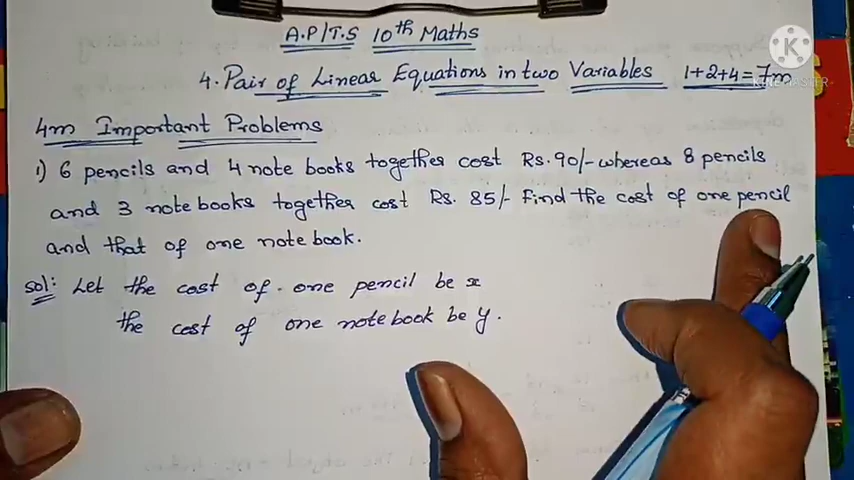 A.P/T.S 10th Maths
4. Pair of Linear Equations in two Variables 1+2+4=7m
4m Important Problems
1) 6 pencils and 4 note books together cost Rs.90/- whereas 8 pencils
and 3 note books together cost Rs. 85/- Find the cost of one pencil
and that of one note book.
Sol: Let the cost of one pencil be x
the cost of one note book be y.